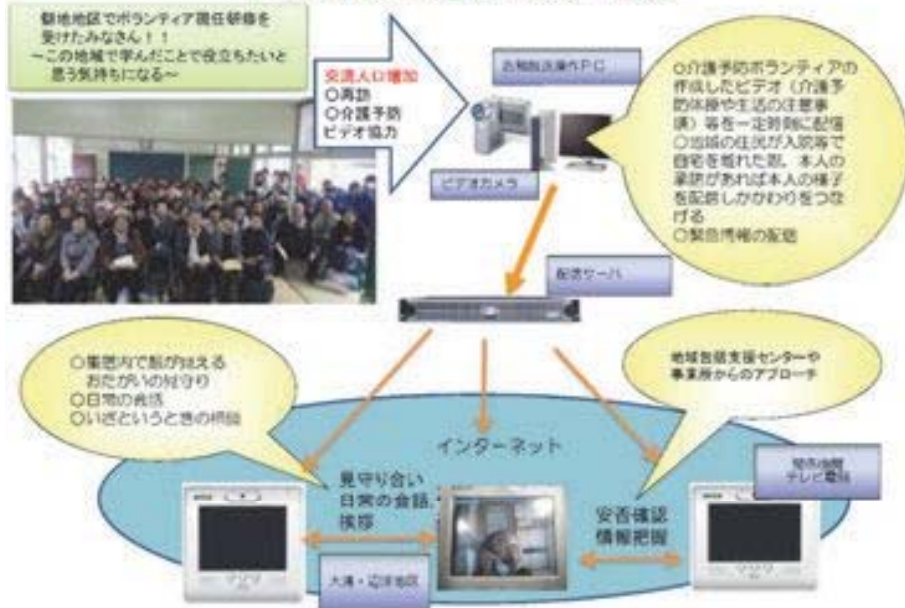 僻地地区でボランティア現任研修を
受けたみなさん！！
～この地域で学んだことで役立ちたいと
思う気持ちになる～
交流人口増加
○再訪
○介護予防
ビデオ協力
操作PC
ビデオカメラ
○介護予防ボランティアの
作成したビデオ（介護予
防体操や生活の注意事
項）等を一定時刻に配信
○地域の住民が入院等で
自宅を離れた際、本人の
承諾があれば本人の様子
を配信しかかわりをつな
げる
○緊急情報の配信
配送サーバ
○集落内で顔が見える
おたがいの見守り
○日常の会話
○いざというときの相談
地域包括支援センターや
事業所からのアプローチ
インターネット
見守り合い
日常の会話、
挨拶
安否確認
情報把握
テレビ電話
大浦・辺
地区